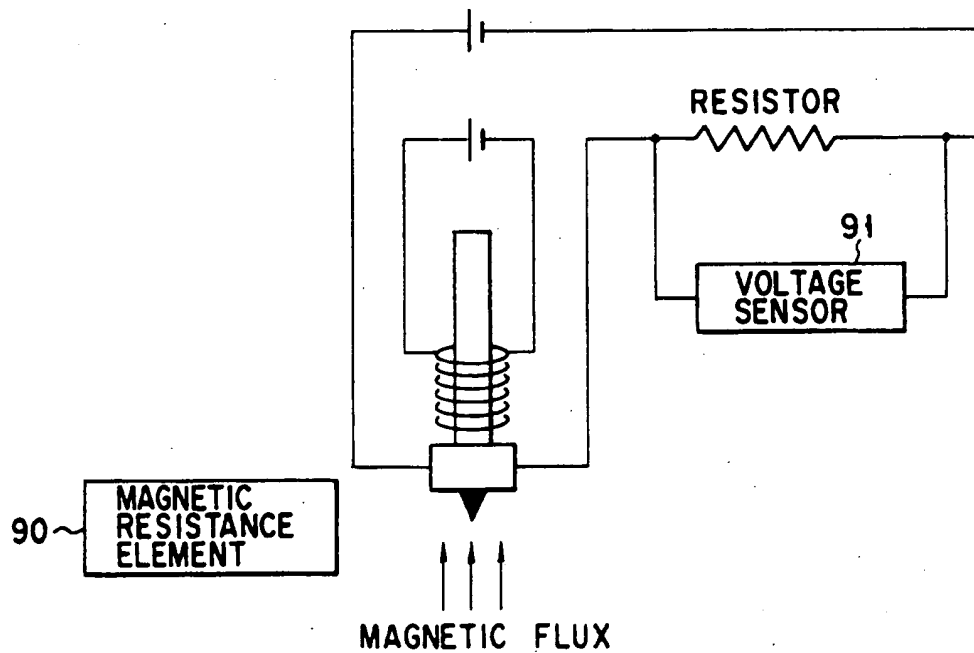 RESISTOR
91
VOLTAGE
SENSOR
90
MAGNETIC
RESISTANCE
ELEMENT
MAGNETIC FLUX